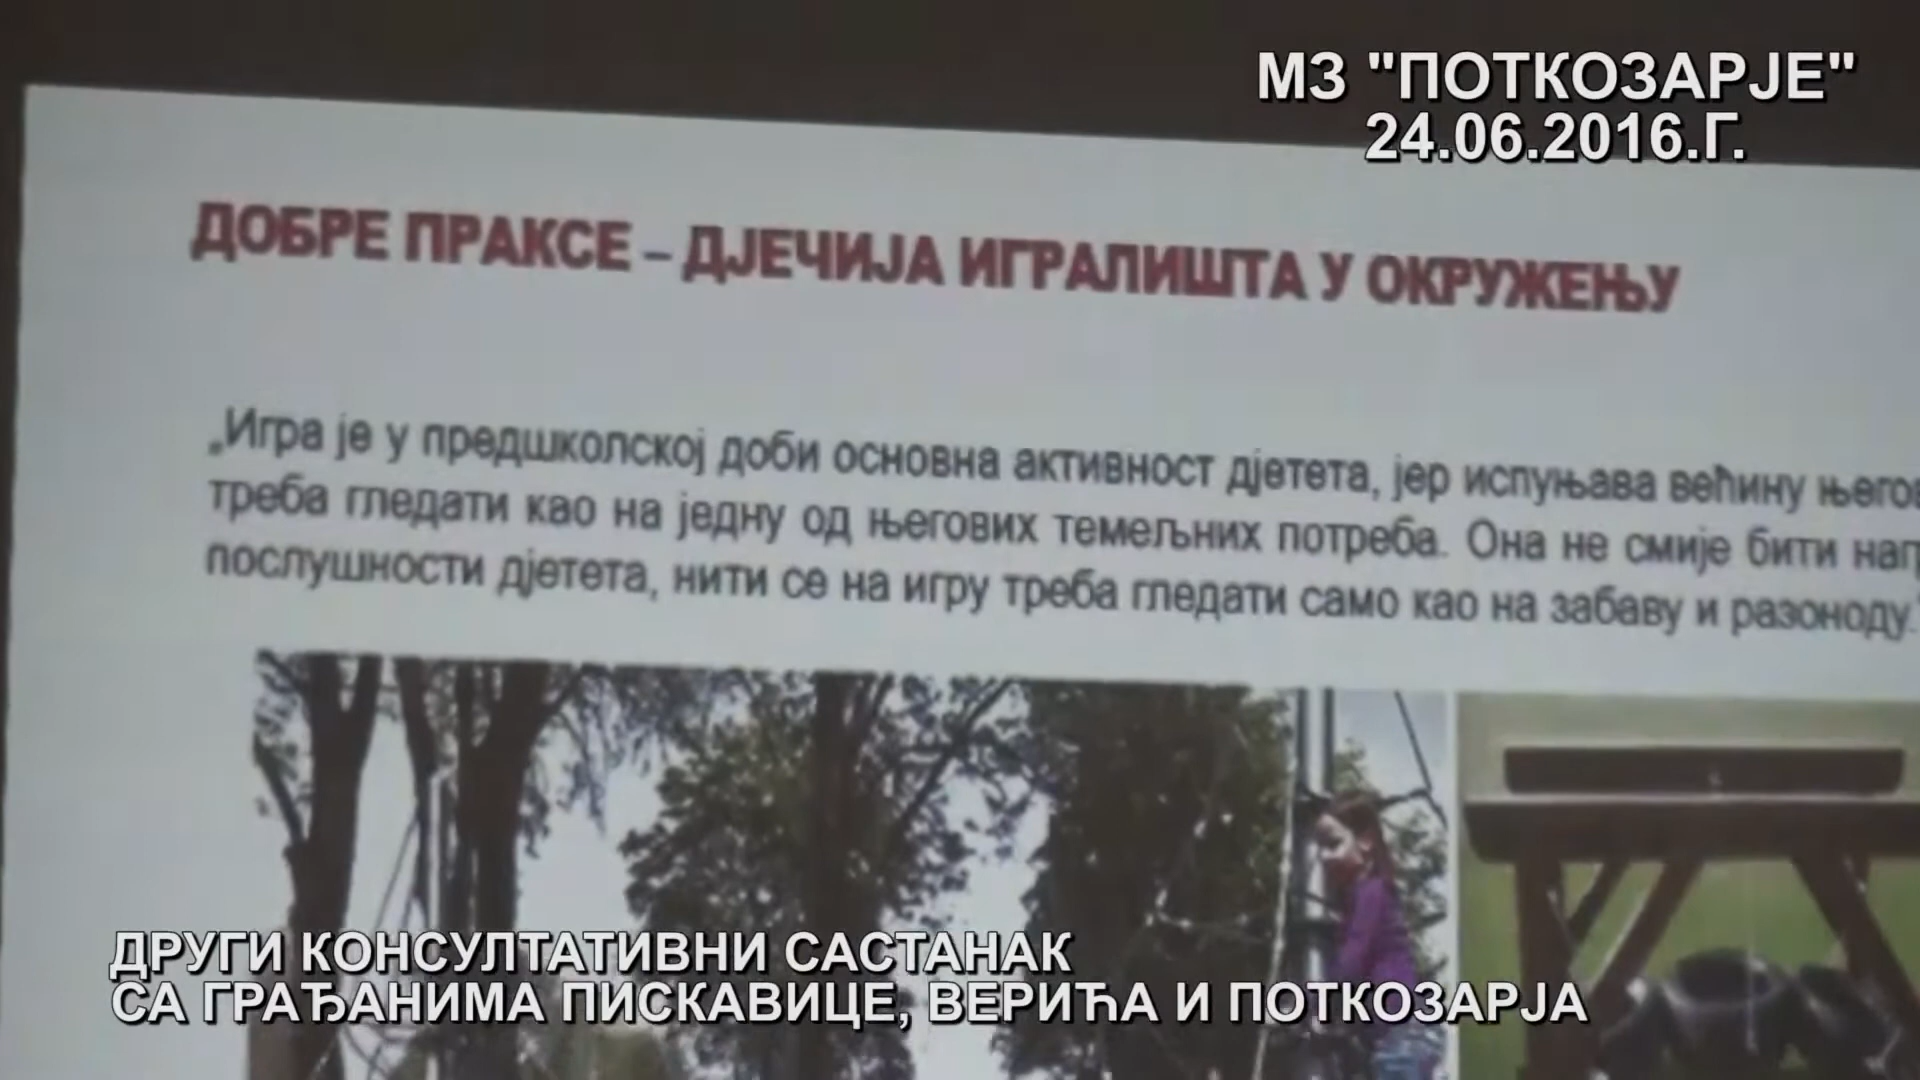 МЗ "ПОТКОЗАРЈЕ"
24.06.2016.Г.
ДОБРЕ ПРАКСЕ – ДЈЕЧИЈА ИГРАЛИШТА У ОКРУЖЕЊУ
„Игра је у предшколској доби основна активност дјетета, јер испуњава већину
треба гледати као на једну од његових темељних потреба. Она не смије бити
послушности дјетета, нити се на игру треба гледати само као на забаву и разоноду.
ДРУГИ КОНСУЛТАТИВНИ САСТАНАК
СА ГРАЂАНИМА ПИСКАВИЦЕ, ВЕРИЋА И ПОТКОЗАРЈА